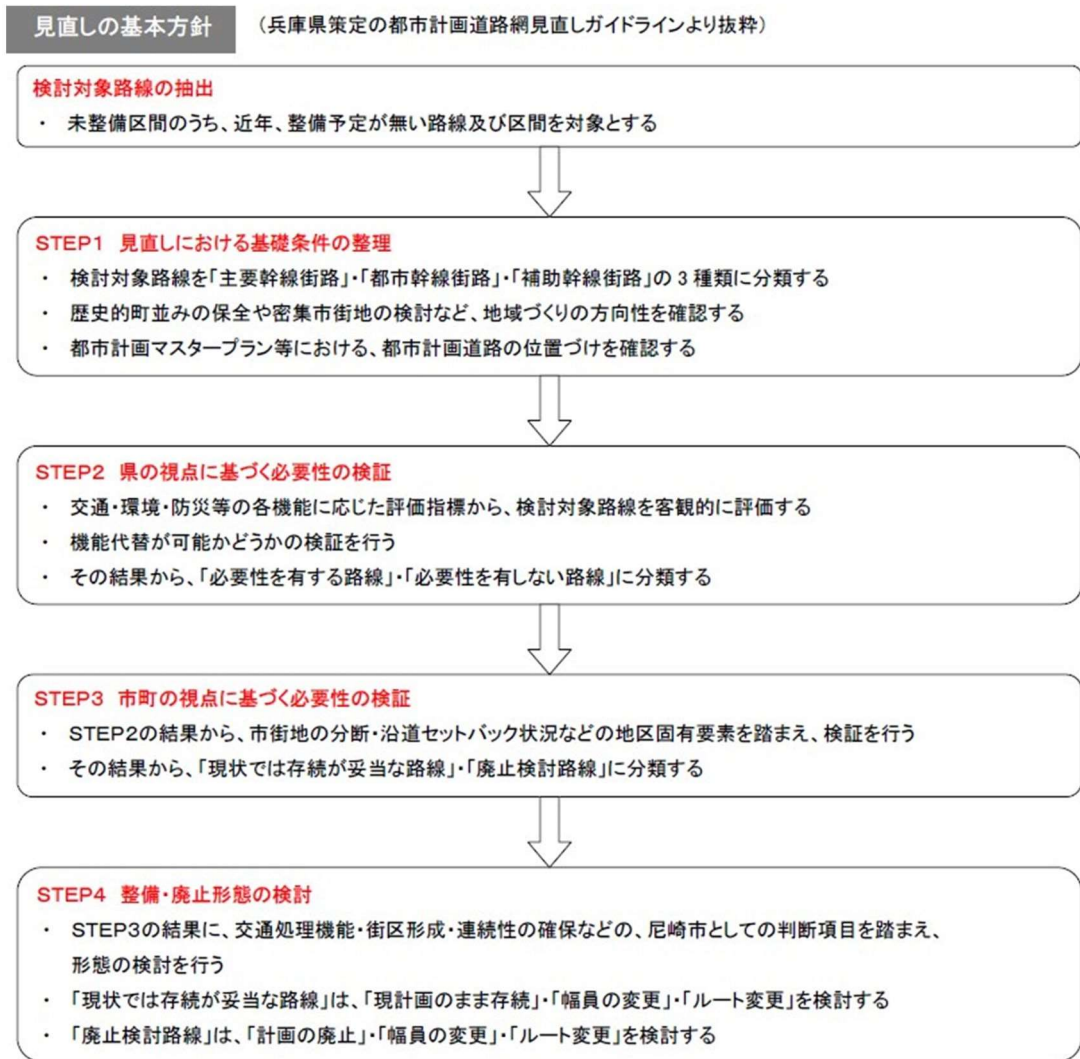 見直しの基本方針 (兵庫県策定の都市計画道路網見直しガイドラインより抜粋)
検討対象路線の抽出
・ 未整備区間のうち、近年、整備予定が無い路線及び区間を対象とする
STEP1 見直しにおける基礎条件の整理
・ 検討対象路線を「主要幹線街路」・「都市幹線街路」・「補助幹線街路」の3種類に分類する
・ 歴史的町並みの保全や密集市街地の検討など、地域づくりの方向性を確認する
・ 都市計画マスタープラン等における、都市計画道路の位置づけを確認する
STEP2 県の視点に基づく必要性の検証
・ 交通・環境・防災等の各機能に応じた評価指標から、検討対象路線を客観的に評価する
・ 機能代替が可能かどうかの検証を行う
・ その結果から、「必要性を有する路線」・「必要性を有しない路線」に分類する
STEP3 市町の視点に基づく必要性の検証
・ STEP2の結果から、市街地の分断・沿道セットバック状況などの地区固有要素を踏まえ、検証を行う
・ その結果から、「現状では存続が妥当な路線」・「廃止検討路線」に分類する
STEP4 整備・廃止形態の検討
・ STEP3の結果に、交通処理機能・街区形成・連続性の確保などの、尼崎市としての判断項目を踏まえ、
形態の検討を行う
・ 「現状では存続が妥当な路線」は、「現計画のまま存続」・「幅員の変更」・「ルート変更」を検討する
・ 「廃止検討路線」は、「計画の廃止」・「幅員の変更」・「ルート変更」を検討する